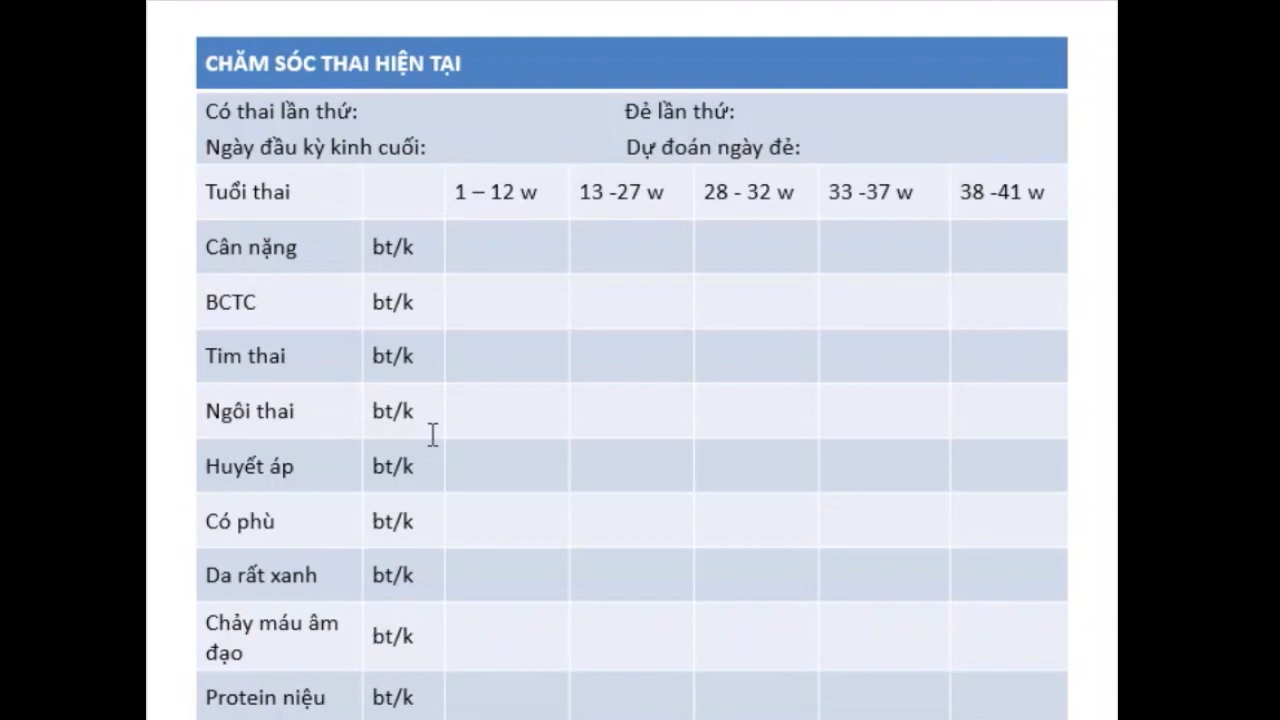 CHĂM SÓC THAI HIỆN TẠI
Có thai lần thứ: Đẻ lần thứ:
Ngày đầu kỳ kinh cuối: Dự đoán ngày đẻ:
Tuổi thai 1 – 12 w 13 -27 w 28 - 32 w 33 -37 w 38 -41 w
Cân nặng bt/k
BCTC bt/k
Tim thai bt/k
Ngôi thai bt/k
Huyết áp bt/k
Có phù bt/k
Da rất xanh bt/k
Chảy máu âm
đạo bt/k
Protein niệu bt/k